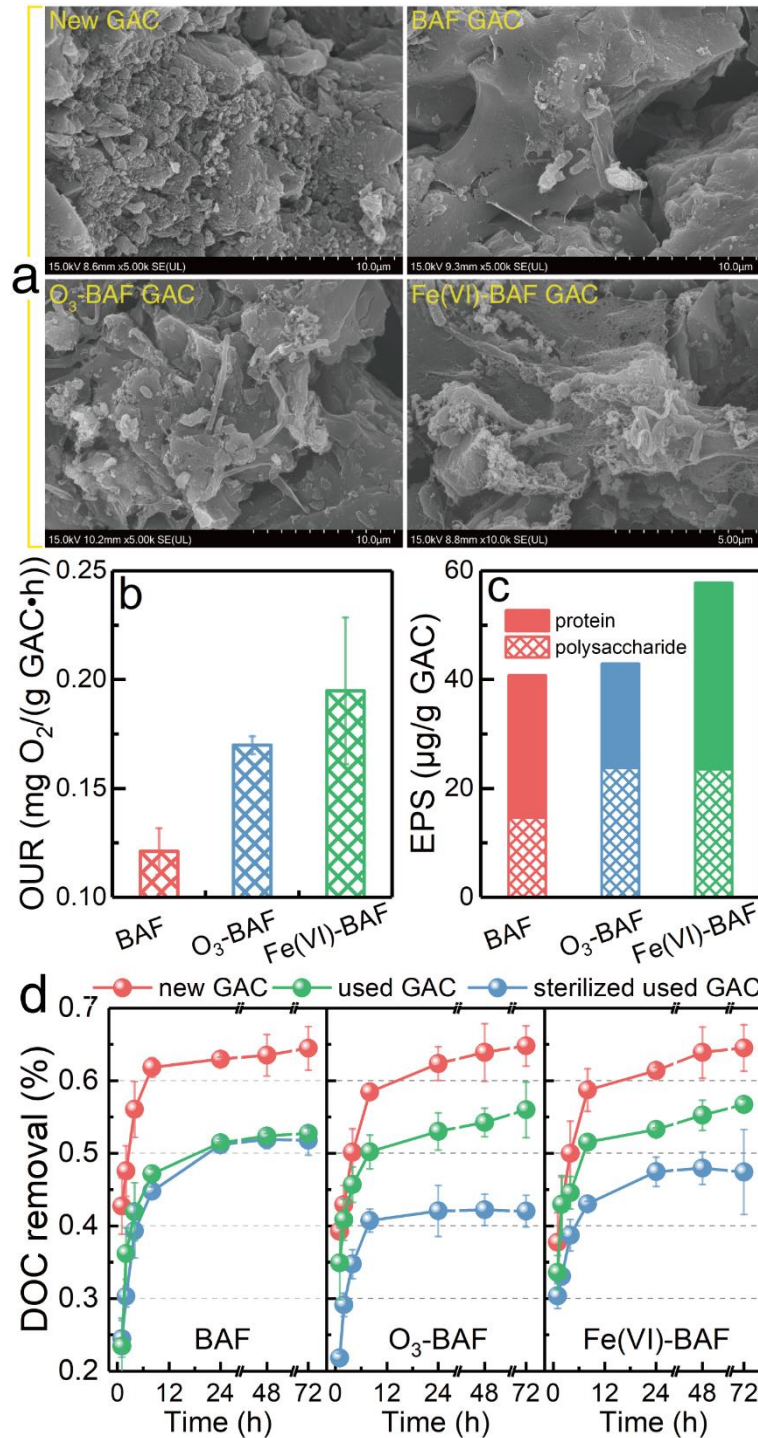 a
New GAC
15.0kV 8.6mm x5.00k SE(UL) 10.0μm
BAF GAC
15.0kV 9.3mm x5.00k SE(UL) 10.0μm
O₃-BAF GAC
15.0kV 10.2mm x5.00k SE(UL) 10.0μm
Fe(VI)-BAF GAC
15.0kV 8.8mm x10.0k SE(UL) 5.00μm
b
OUR (mg O₂/(g GAC•h))
0.25
0.20
0.15
0.10
BAF
O₃-BAF
Fe(VI)-BAF
c
EPS (μg/g GAC)
60
40
20
0
protein
polysaccharide
BAF
O₃-BAF
Fe(VI)-BAF
d
new GAC used GAC sterilized used GAC
DOC removal (%)
0.7
0.6
0.5
0.4
0.3
0.2
BAF
O₃-BAF
Fe(VI)-BAF
0 12 24 48 72
0 12 24 48 72
0 12 24 48 72
Time (h)
Time (h)
Time (h)